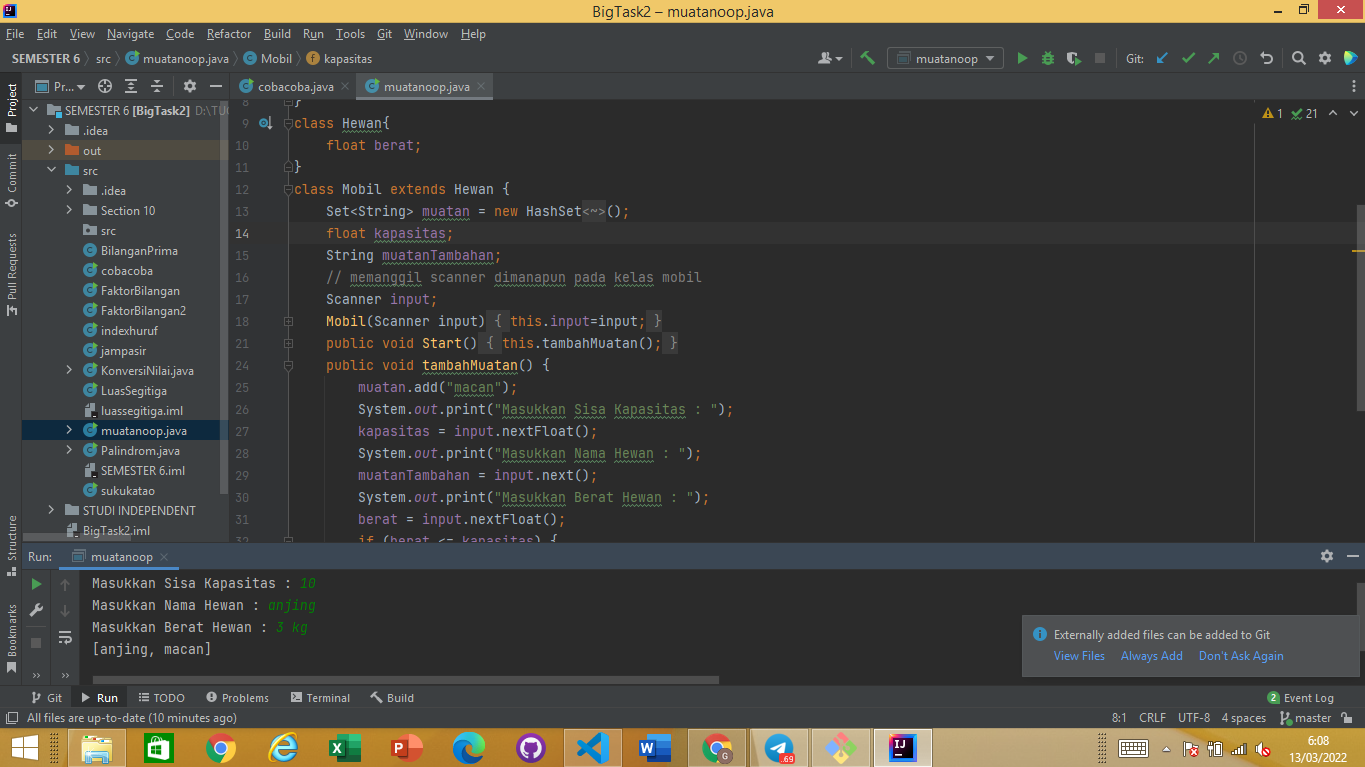 BigTask2 – muatanoop.java
File Edit View Navigate Code Refactor Build Run Tools Git Window Help
SEMESTER 6 src muatanoop.java Mobil kapasitas
muatanoop Git:
Project
Commit
Pull Requests
Structure
Bookmarks
Pr...
SEMESTER 6 [BigTask2] D:\TUG
.idea
out
src
.idea
Section 10
src
BilanganPrima
cobacoba
FaktorBilangan
FaktorBilangan2
indexhuruf
jampasir
KonversiNilai.java
LuasSegitiga
luassegitiga.iml
muatanoop.java
Palindrom.java
SEMESTER 6.iml
sukukatao
STUDI INDEPENDENT
BigTask2.iml
cobacoba.java muatanoop.java
1 21
8 }
9 class Hewan{
10 float berat;
11 }
12 class Mobil extends Hewan {
13 Set<String> muatan = new HashSet<~>();
14 float kapasitas;
15 String muatanTambahan;
16 // memanggil scanner dimanapun pada kelas mobil
17 Scanner input;
18 Mobil(Scanner input) { this.input=input; }
21 public void Start() { this.tambahMuatan(); }
24 public void tambahMuatan() {
25 muatan.add("macan");
26 System.out.print("Masukkan Sisa Kapasitas : ");
27 kapasitas = input.nextFloat();
28 System.out.print("Masukkan Nama Hewan : ");
29 muatanTambahan = input.next();
30 System.out.print("Masukkan Berat Hewan : ");
31 berat = input.nextFloat();
32 if (berat <= kapasitas) {
Run: muatanoop
Masukkan Sisa Kapasitas : 10
Masukkan Nama Hewan : anjing
Masukkan Berat Hewan : 3 kg
[anjing, macan]
Externally added files can be added to Git
View Files Always Add Don't Ask Again
Git Run TODO Problems Terminal Build 2 Event Log
All files are up-to-date (10 minutes ago) 8:1 CRLF UTF-8 4 spaces master
6:08
13/03/2022